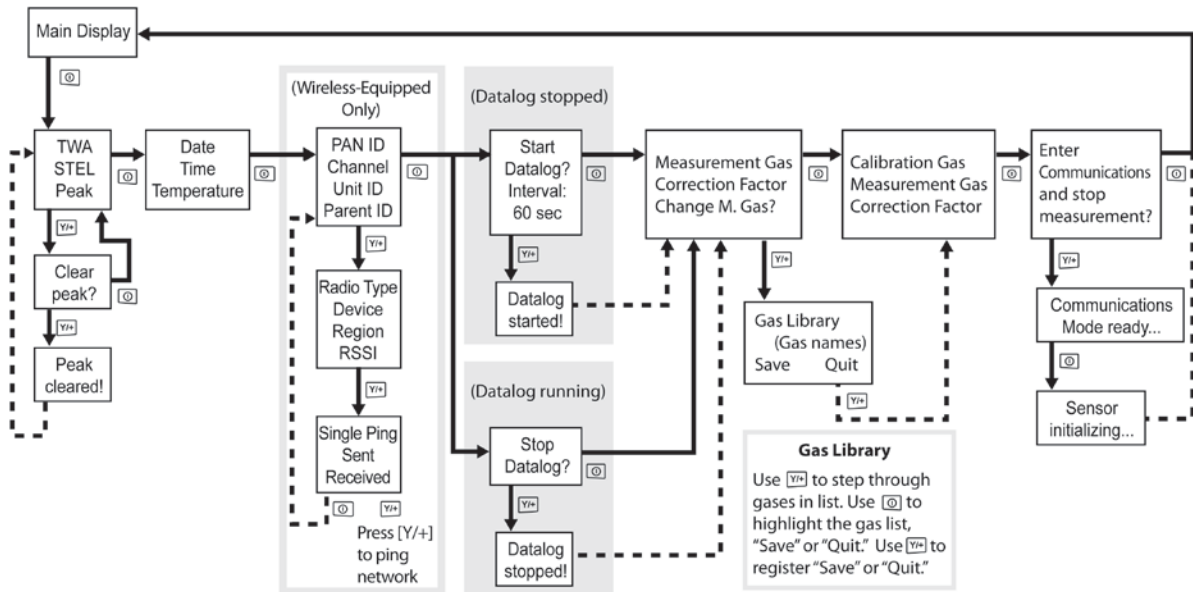 Main Display
TWA
STEL
Peak
Y/+
Clear
peak?
Y/+
Peak
cleared!
Date
Time
Temperature
(Wireless-Equipped
Only)
PAN ID
Channel
Unit ID
Parent ID
Y/+
Radio Type
Device
Region
RSSI
Y/+
Single Ping
Sent
Received
Y/+
Press [Y/+]
to ping
network
(Datalog stopped)
Start
Datalog?
Interval:
60 sec
Y/+
Datalog
started!
(Datalog running)
Stop
Datalog?
Y/+
Datalog
stopped!
Measurement Gas
Correction Factor
Change M. Gas?
Y/+
Gas Library
(Gas names)
Save Quit
Y/+
Calibration Gas
Measurement Gas
Correction Factor
Enter
Communications
and stop
measurement?
Y/+
Communications
Mode ready...
Sensor
initializing...
Gas Library
Use Y/+ to step through
gases in list. Use to
highlight the gas list,
“Save” or “Quit.” Use Y/+ to
register “Save” or “Quit.”